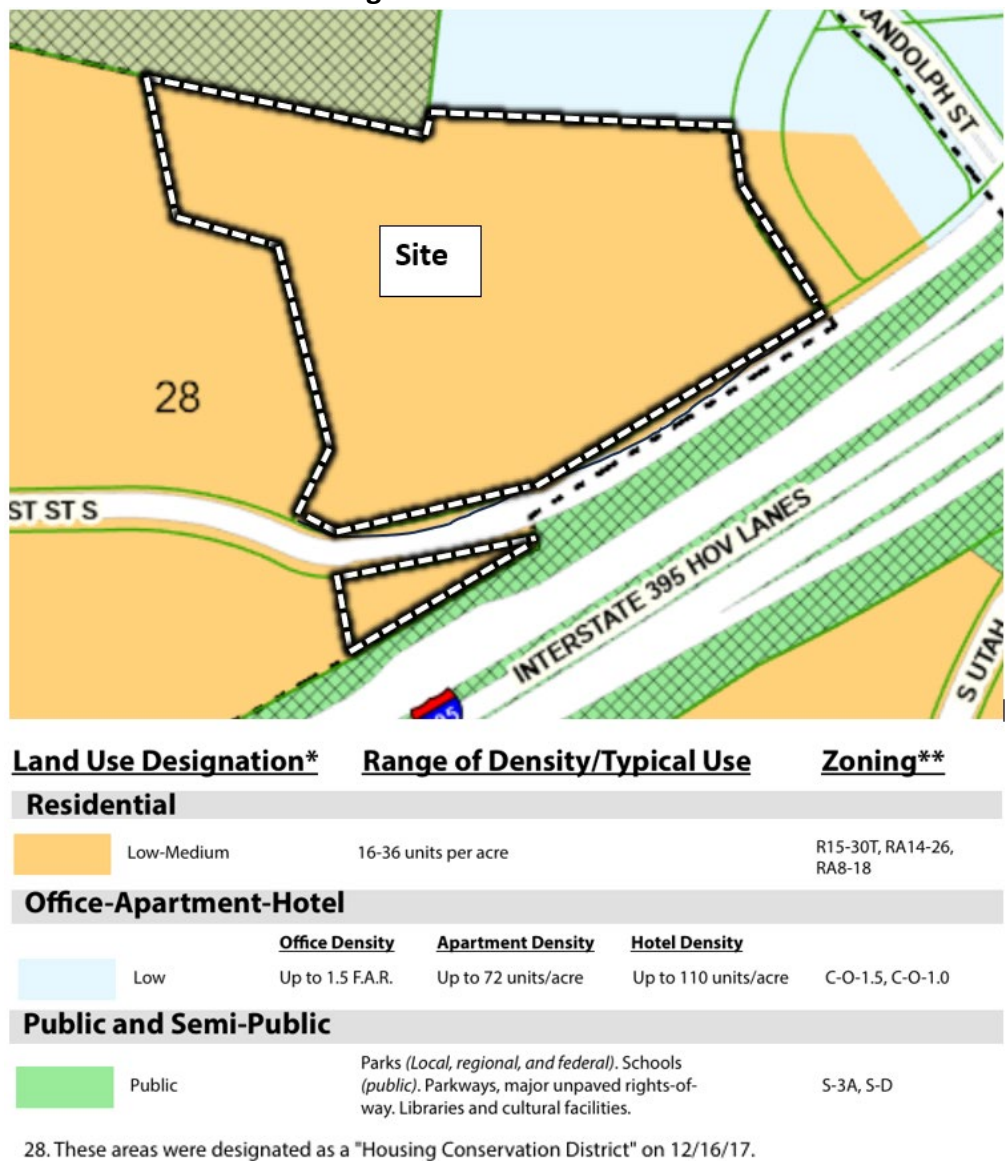 RANDOLPH ST
Site
28
ST ST S
INTERSTATE 395 HOV LANES
S UTAH
Land Use Designation* Range of Density/Typical Use Zoning**
Residential
Low-Medium 16-36 units per acre R15-30T, RA14-26,
RA8-18
Office-Apartment-Hotel
Office Density Apartment Density Hotel Density
Low Up to 1.5 F.A.R. Up to 72 units/acre Up to 110 units/acre C-O-1.5, C-O-1.0
Public and Semi-Public
Parks (Local, regional, and federal). Schools
Public (public). Parkways, major unpaved rights-of- S-3A, S-D
way. Libraries and cultural facilities.
28. These areas were designated as a "Housing Conservation District" on 12/16/17.